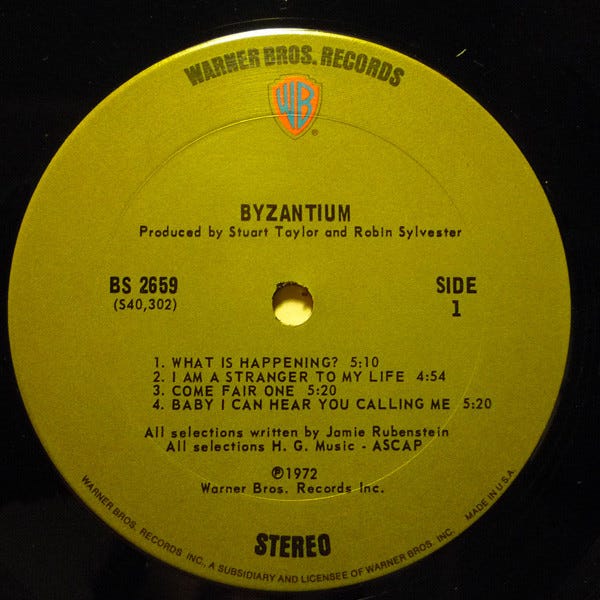 WARNER BROS. RECORDS
WB
®
BYZANTIUM
Produced by Stuart Taylor and Robin Sylvester
BS 2659
(S40,302)
SIDE
1
1. WHAT IS HAPPENING? 5:10
2. I AM A STRANGER TO MY LIFE 4:54
3. COME FAIR ONE 5:20
4. BABY I CAN HEAR YOU CALLING ME 5:20
All selections written by Jamie Rubenstein
All selections H. G. Music - ASCAP
℗1972
Warner Bros. Records Inc.
STEREO
WARNER BROS. RECORDS INC., A SUBSIDIARY AND LICENSEE OF WARNER BROS. INC. MADE IN U.S.A.